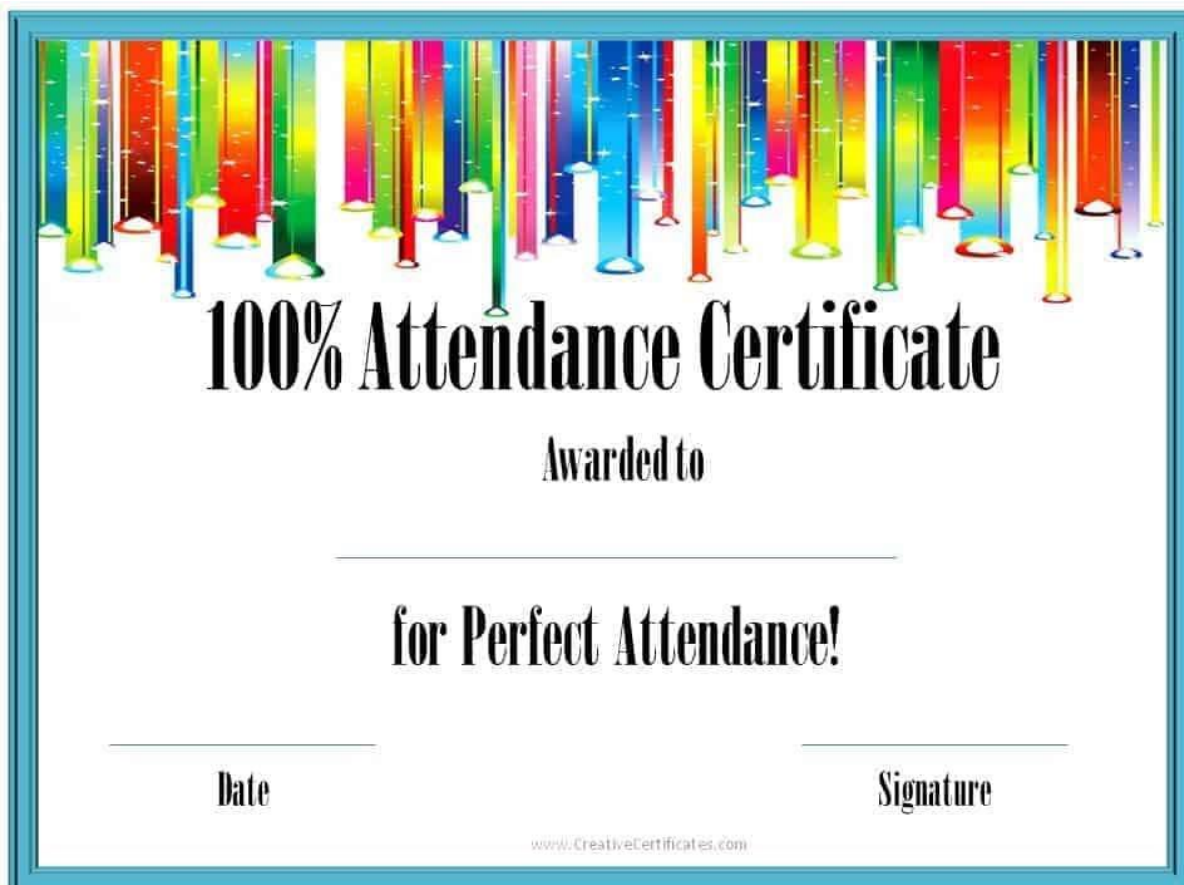 100% Attendance Certificate
Awarded to
for Perfect Attendance!
Date
Signature
www.CreativeCertificates.com